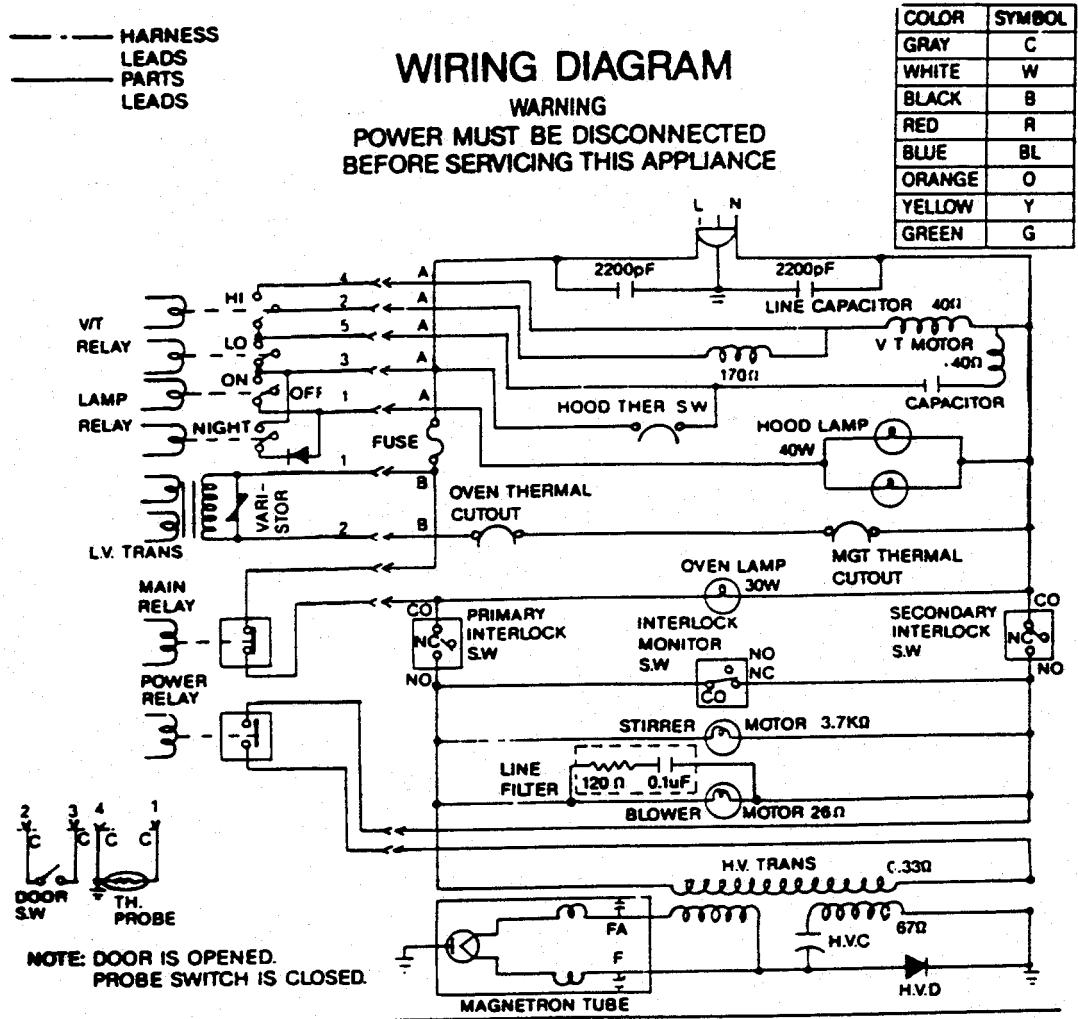 HARNESS
LEADS
PARTS
LEADS
WIRING DIAGRAM
WARNING
POWER MUST BE DISCONNECTED
BEFORE SERVICING THIS APPLIANCE
COLOR SYMBOL
GRAY C
WHITE W
BLACK B
RED R
BLUE BL
ORANGE O
YELLOW Y
GREEN G
L N
2200pF 2200pF
LINE CAPACITOR
40Ω
V T MOTOR
.40Ω
CAPACITOR
170Ω
HI
4 A
2 A
V/T
RELAY
LO
5 A
3 A
ON
OFF
1 A
LAMP
RELAY
NIGHT
HOOD THER SW
HOOD LAMP
40W
FUSE
1 B
VARI-
STOR
2 B
L.V. TRANS
OVEN THERMAL
CUTOUT
MGT THERMAL
CUTOUT
MAIN
RELAY
OVEN LAMP
30W
CO
NC
NO
PRIMARY
INTERLOCK
S.W
INTERLOCK
MONITOR
S.W
NO
NC
CO
SECONDARY
INTERLOCK
S.W
CO
NC
NO
POWER
RELAY
STIRRER MOTOR 3.7KΩ
LINE
FILTER
120Ω 0.1uF
BLOWER MOTOR 26Ω
2 3 4 1
C C C C
DOOR
S.W
TH.
PROBE
H.V. TRANS 0.33Ω
67Ω
H.V.C
H.V.D
FA
F
MAGNETRON TUBE
NOTE: DOOR IS OPENED.
PROBE SWITCH IS CLOSED.